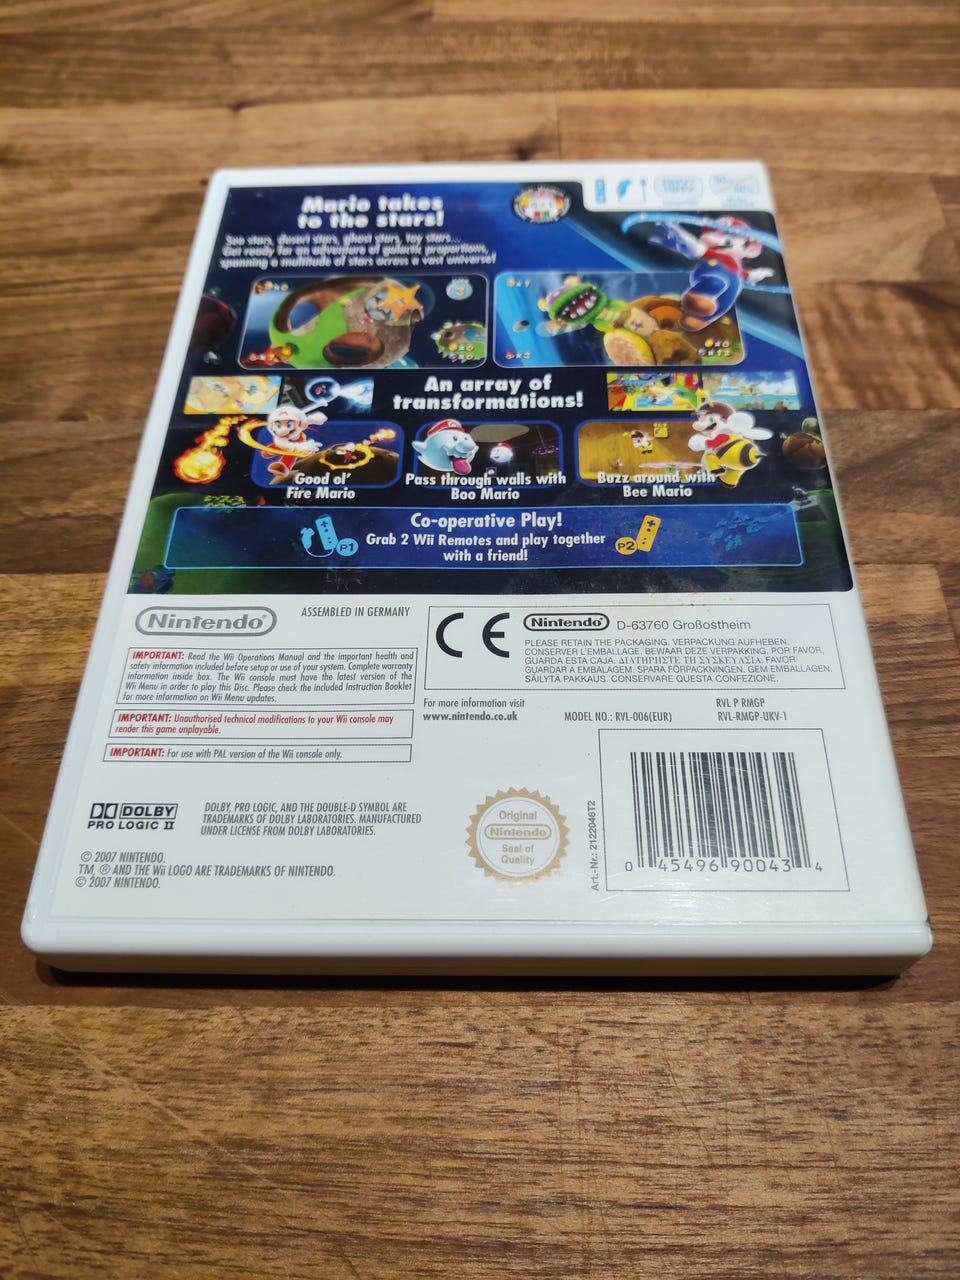 Mario takes
to the stars!
Sea stars, desert stars, ghost stars, toy stars...
Get ready for an adventure of galactic proportions,
spanning a multitude of stars across a vast universe!
An array of
transformations!
Good ol'
Fire Mario
Pass through walls with
Boo Mario
Buzz around with
Bee Mario
Co-operative Play!
Grab 2 Wii Remotes and play together
with a friend!
P1
P2
Nintendo®
ASSEMBLED IN GERMANY
IMPORTANT: Read the Wii Operations Manual and the important health and
safety information included before setup or use of your system. Complete warranty
information inside box. The Wii console must have the latest version of the
Wii Menu in order to play this Disc. Please check the included Instruction Booklet
for more information on Wii Menu updates.
IMPORTANT: Unauthorised technical modifications to your Wii console may
render this game unplayable.
IMPORTANT: For use with PAL version of the Wii console only.
CE Nintendo® D-63760 Großostheim
PLEASE RETAIN THE PACKAGING. VERPACKUNG AUFHEBEN.
CONSERVER L'EMBALLAGE. BEWAAR DEZE VERPAKKING. POR FAVOR,
GUARDA ESTA CAJA. ΔΙΑΤΗΡΗΣΤΕ ΤΗ ΣΥΣΚΕΥΑΣΙΑ. FAVOR
GUARDAR A EMBALAGEM. SPARA FÖRPACKNINGEN. GEM EMBALLAGEN.
SÄILYTÄ PAKKAUS. CONSERVARE QUESTA CONFEZIONE.
For more information visit
www.nintendo.co.uk
MODEL NO.: RVL-006(EUR)
RVL P RMGP
RVL-RMGP-UKV-1
DOLBY
PRO LOGIC II
DOLBY, PRO LOGIC, AND THE DOUBLE-D SYMBOL ARE
TRADEMARKS OF DOLBY LABORATORIES. MANUFACTURED
UNDER LICENSE FROM DOLBY LABORATORIES.
© 2007 NINTENDO.
TM, ® AND THE Wii LOGO ARE TRADEMARKS OF NINTENDO.
© 2007 NINTENDO.
Original
Nintendo
Seal of
Quality
Art.-Nr.: 2122046T2
0 45496 90043 4